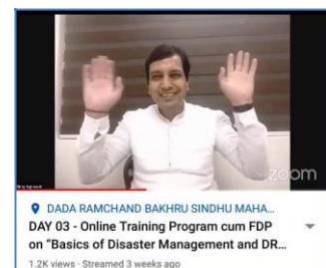 zoom
DADA RAMCHAND BAKHRU SINDHU MAHA...
DAY 03 - Online Training Program cum FDP
on "Basics of Disaster Management and DR...
1.2K views · Streamed 3 weeks ago